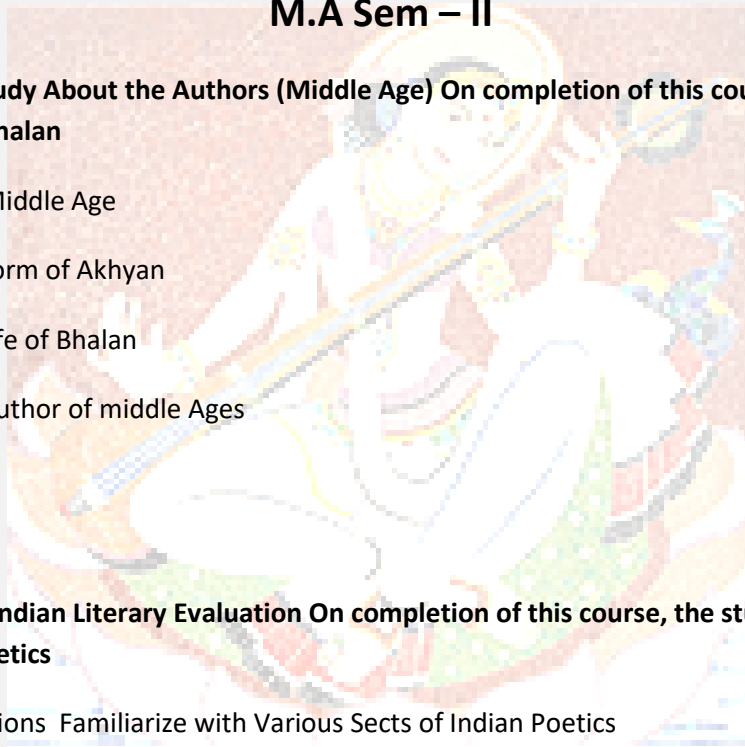 M.A Sem – II
udy About the Authors (Middle Age) On completion of this cou
halan
Middle Age
orm of Akhyan
fe of Bhalan
uthor of middle Ages
Indian Literary Evaluation On completion of this course, the stu
etics
ions Familiarize with Various Sects of Indian Poetics